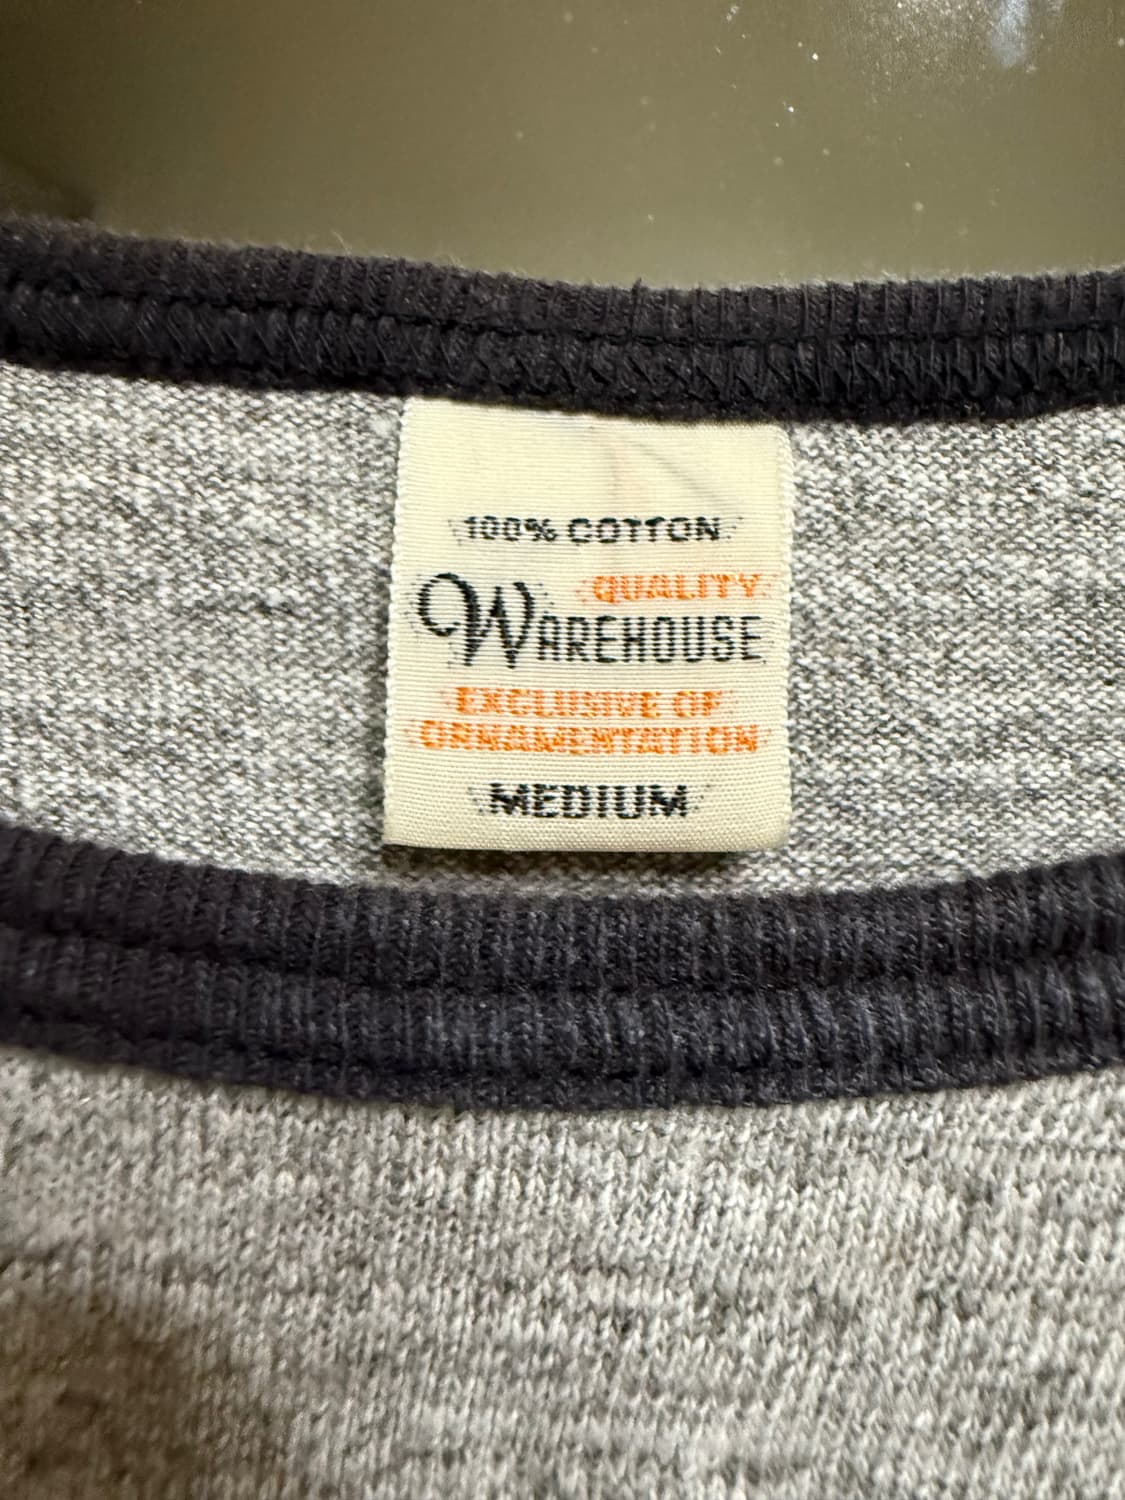 100% COTTON
QUALITY
WAREHOUSE
EXCLUSIVE OF
ORNAMENTATION
MEDIUM